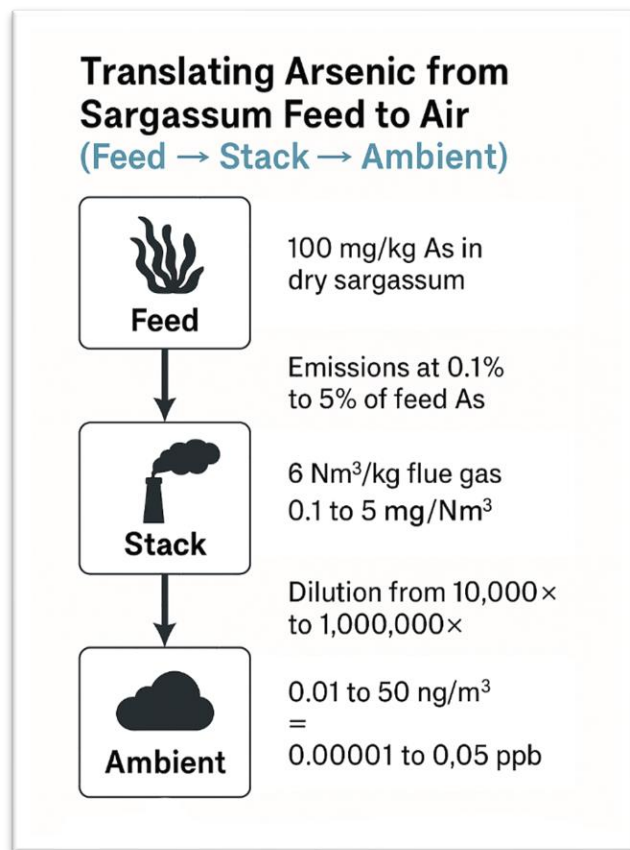 Translating Arsenic from
Sargassum Feed to Air
(Feed → Stack → Ambient)
Feed
100 mg/kg As in
dry sargassum
Emissions at 0.1%
to 5% of feed As
Stack
6 Nm³/kg flue gas
0.1 to 5 mg/Nm³
Dilution from 10,000×
to 1,000,000×
Ambient
0.01 to 50 ng/m³
=
0.00001 to 0,05 ppb